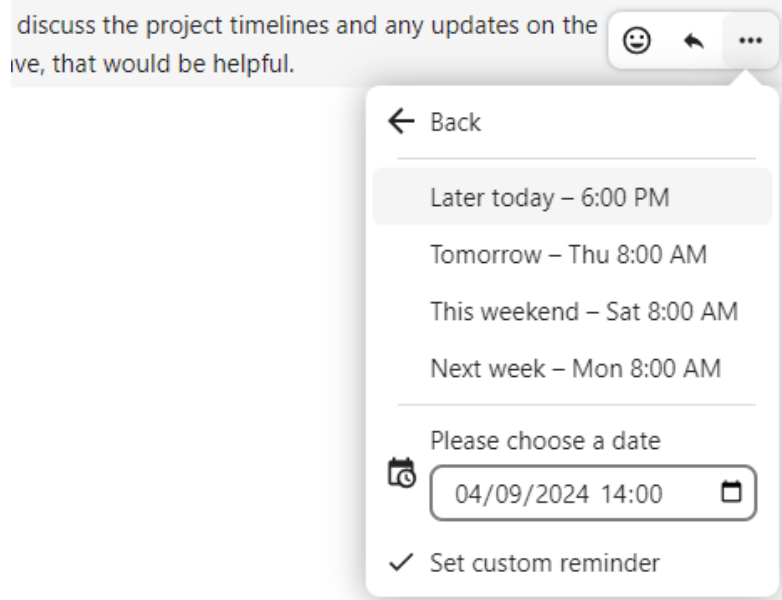 discuss the project timelines and any updates on the
ve, that would be helpful.
Back
Later today – 6:00 PM
Tomorrow – Thu 8:00 AM
This weekend – Sat 8:00 AM
Next week – Mon 8:00 AM
Please choose a date
04/09/2024 14:00
Set custom reminder